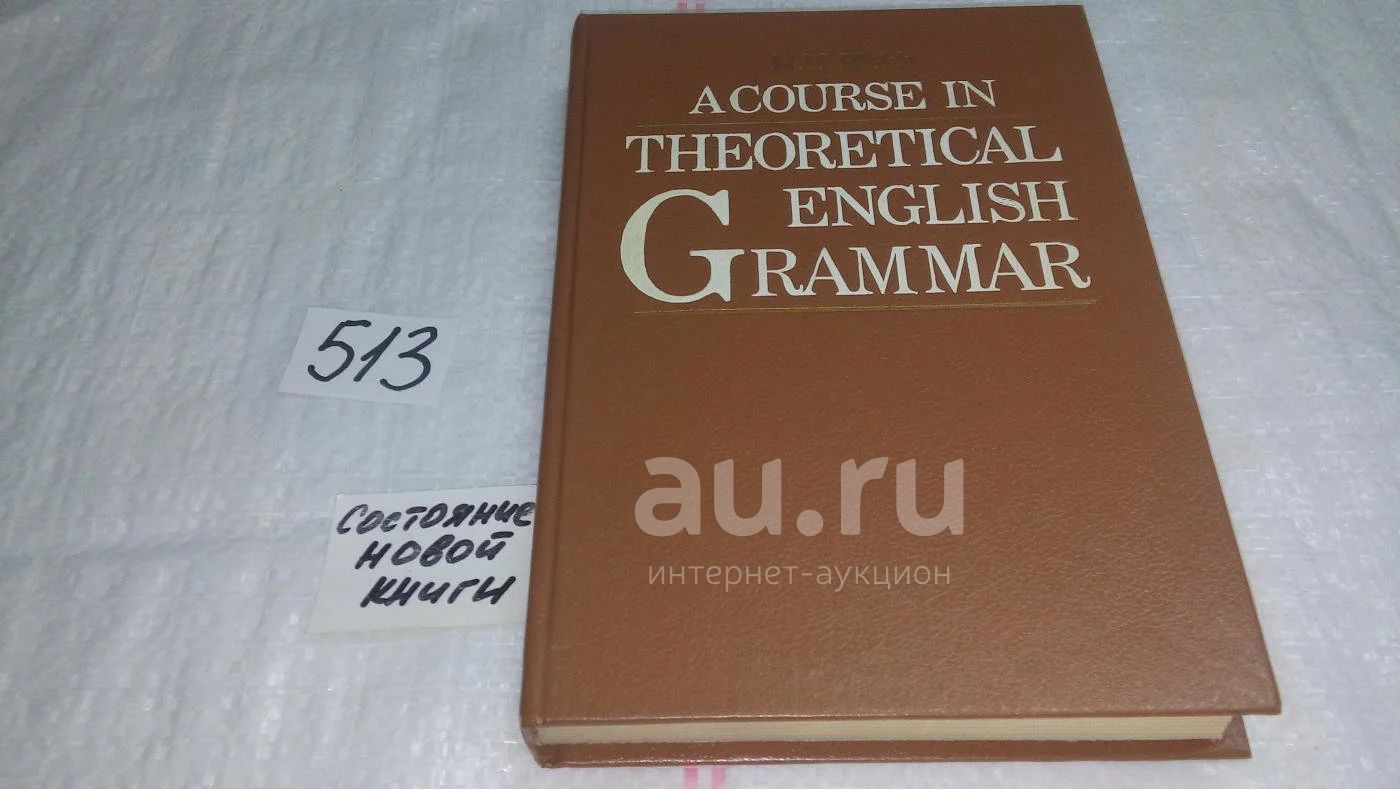 A COURSE IN
THEORETICAL
ENGLISH
GRAMMAR
513
Состояние
новой
книги
au.ru
интернет-аукцион